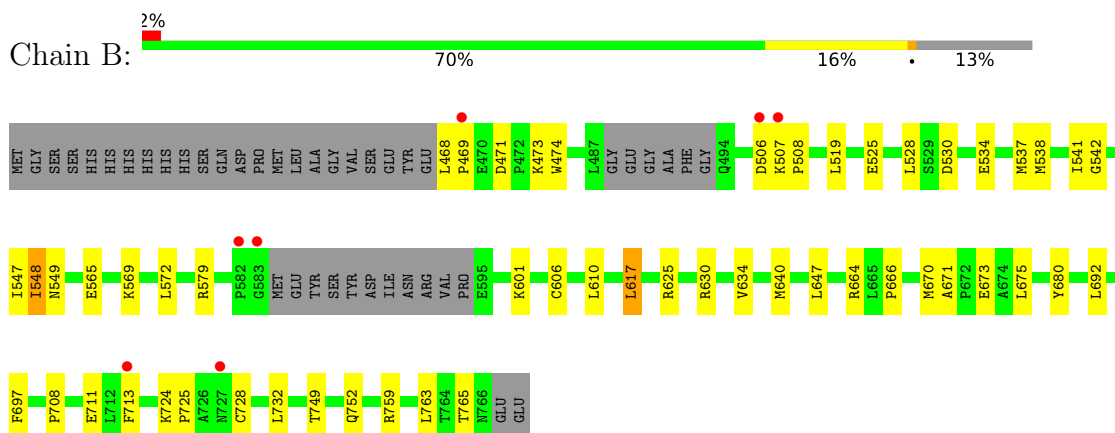 2%
Chain B:
70% 16% • 13%
MET GLY SER SER HIS HIS HIS HIS HIS HIS SER GLN ASP PRO MET LEU ALA GLY VAL SER GLU TYR GLU L468 P469 E470 D471 P472 K473 W474 L487 GLY GLU GLY ALA PHE GLY Q494 D506 K507 P508 L519 E525 L528 S529 D530 E534 M537 M538 I541 G542
I547 I548 N549 E565 K569 L572 R579 P582 G583 MET GLU TYR SER TYR ASP ILE ASN ARG VAL PRO E595 K601 C606 L610 L617 R625 R630 V634 M640 L647 R664 L665 P666 M670 A671 P672 E673 A674 L675 Y680 L692
F697 P708 E711 L712 F713 K724 P725 A726 N727 C728 L732 T749 Q752 R759 L763 T764 T765 N766 GLU GLU